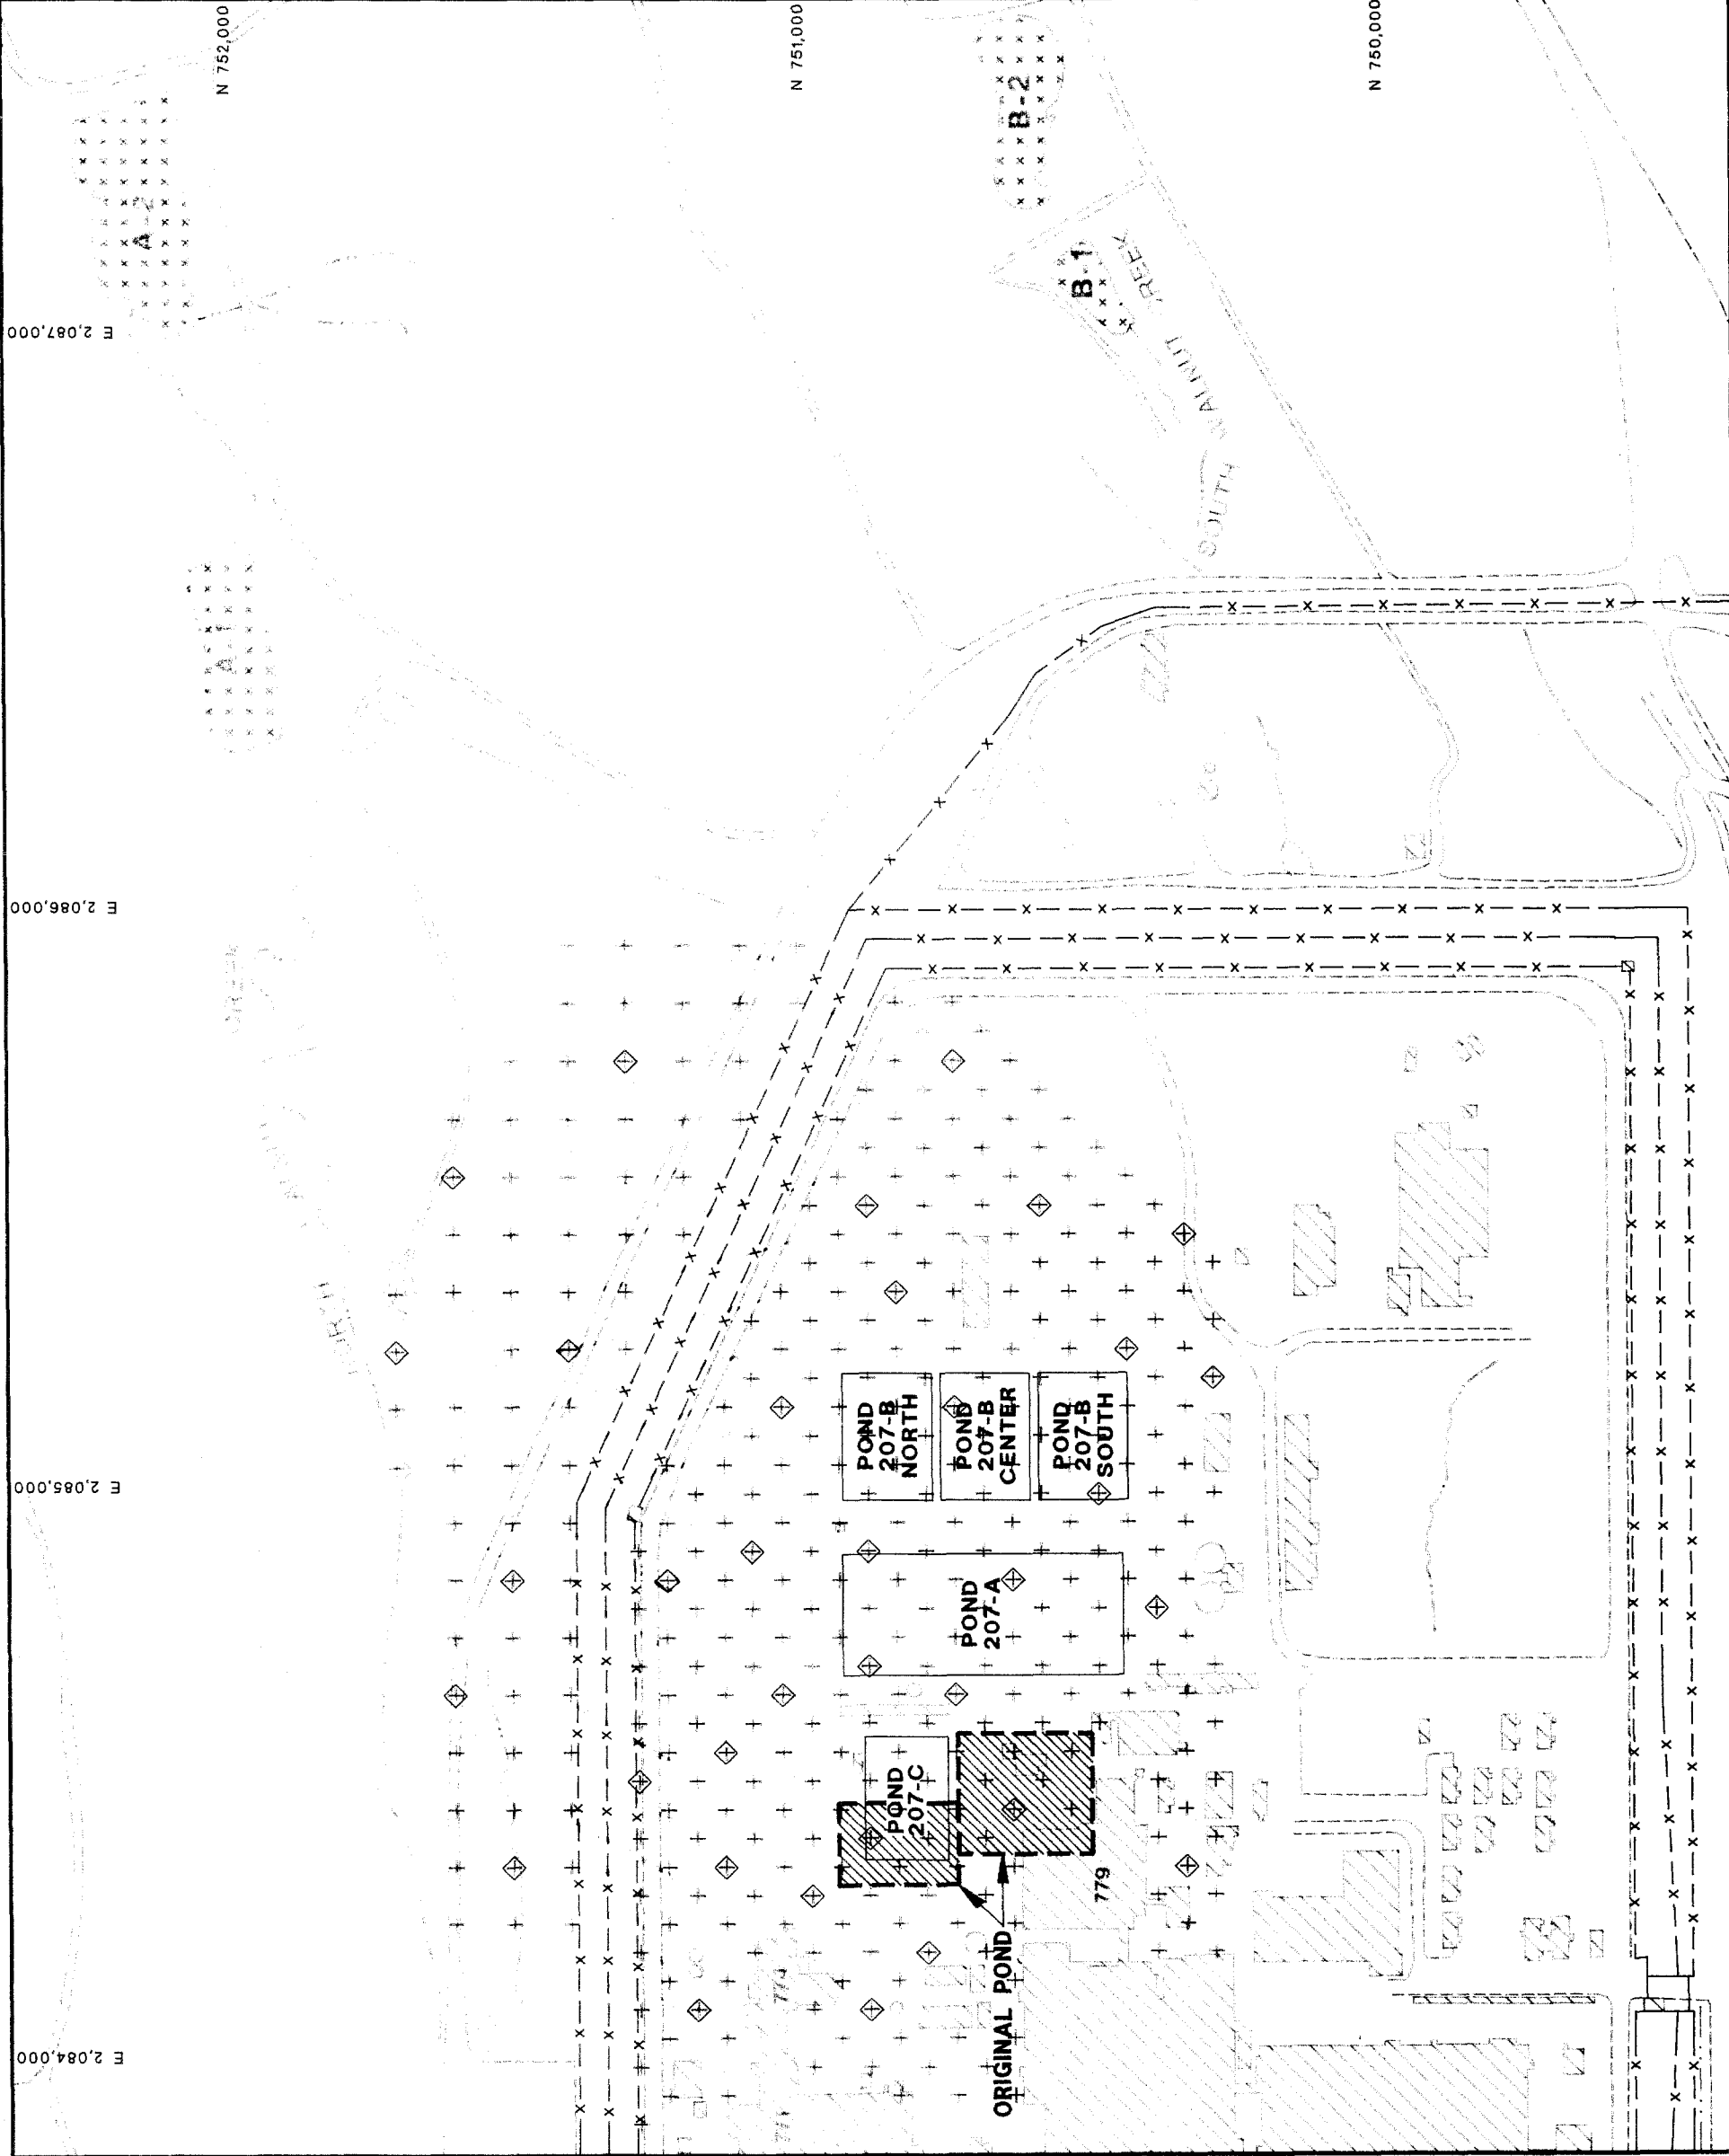 N 752,000
N 751,000
N 750,000
E 2,087,000
E 2,086,000
E 2,085,000
E 2,084,000
B-2
B-1
SOUTH WALNUT
POND
207-B
NORTH
POND
207-B
CENTER
POND
207-B
SOUTH
POND
207-A
POND
207-C
779
ORIGINAL POND